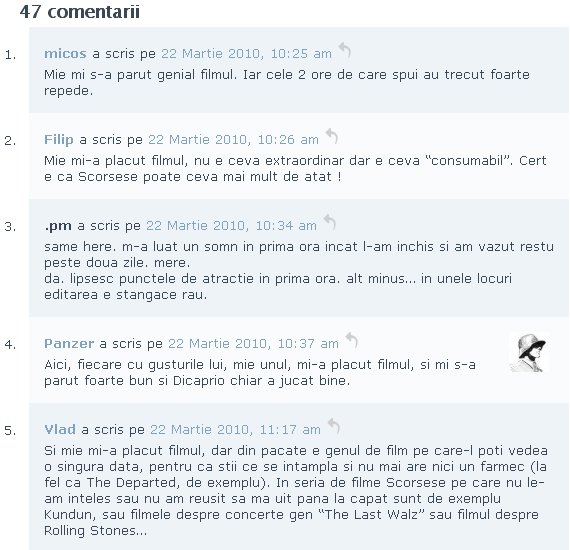 47 comentarii
1. micos a scris pe 22 Martie 2010, 10:25 am
Mie mi s-a parut genial filmul. Iar cele 2 ore de care spui au trecut foarte
repede.
2. Filip a scris pe 22 Martie 2010, 10:26 am
Mie mi-a placut filmul, nu e ceva extraordinar dar e ceva “consumabil”. Cert
e ca Scorsese poate ceva mai mult de atat !
3. .pm a scris pe 22 Martie 2010, 10:34 am
same here. m-a luat un somn in prima ora incat l-am inchis si am vazut restu
peste doua zile. mere.
da. lipsesc punctele de atractie in prima ora. alt minus... in unele locuri
editarea e stangace rau.
4. Panzer a scris pe 22 Martie 2010, 10:37 am
Aici, fiecare cu gusturile lui, mie unul, mi-a placut filmul, si mi s-a
parut foarte bun si Dicaprio chiar a jucat bine.
5. Vlad a scris pe 22 Martie 2010, 11:17 am
Si mie mi-a placut filmul, dar din pacate e genul de film pe care-l poti vedea
o singura data, pentru ca stii ce se intampla si nu mai are nici un farmec (la
fel ca The Departed, de exemplu). In seria de filme Scorsese pe care nu le-
am inteles sau nu am reusit sa ma uit pana la capat sunt de exemplu
Kundun, sau filmele despre concerte gen “The Last Walz” sau filmul despre
Rolling Stones...